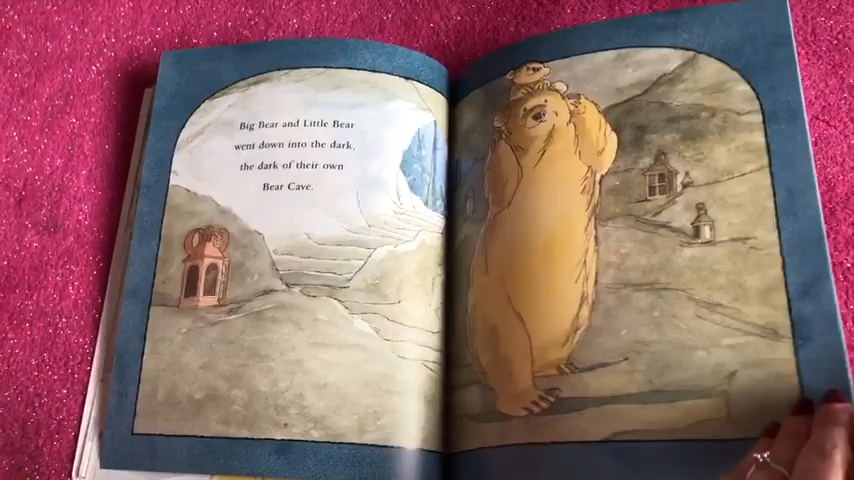 Big Bear and Little Bear
went down into the dark,
the dark of their own
Bear Cave.